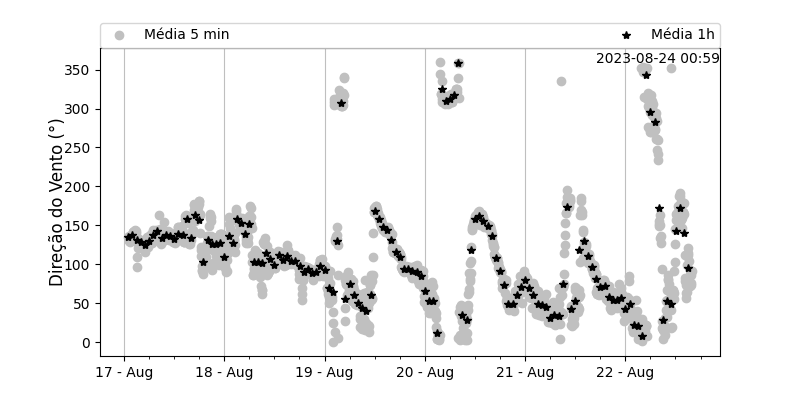 Média 5 min
Média 1h
2023-08-24 00:59
Direção do Vento (°)
350
300
250
200
150
100
50
0
17 - Aug
18 - Aug
19 - Aug
20 - Aug
21 - Aug
22 - Aug